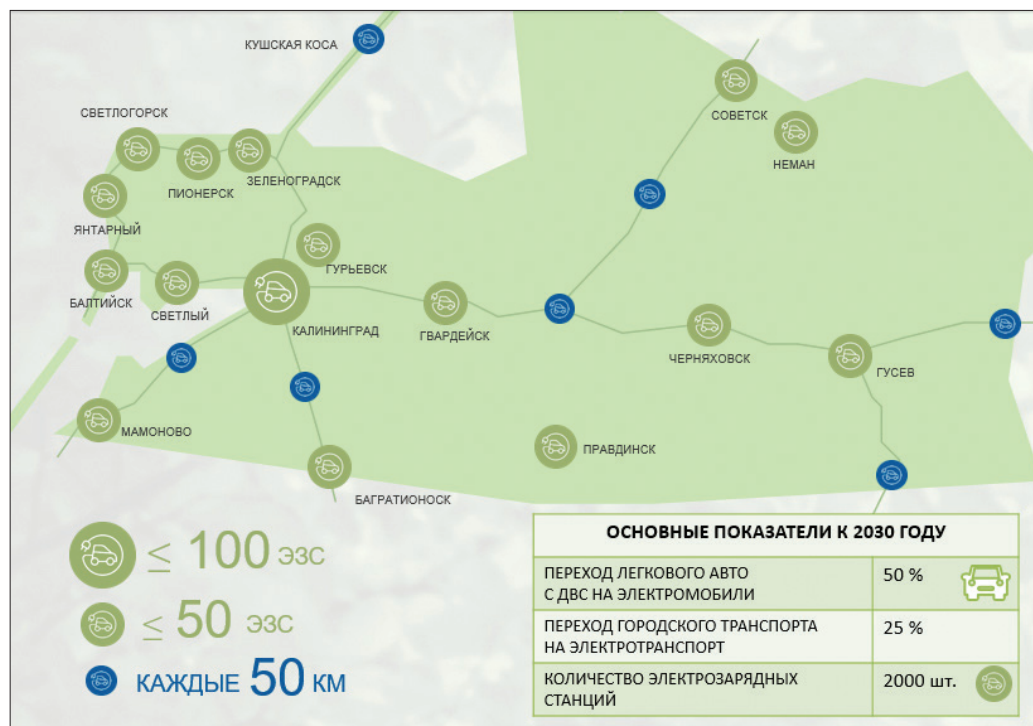 КУШСКАЯ КОСА
СОВЕТСК
СВЕТЛОГОРСК
НЕМАН
ПИОНЕРСК
ЗЕЛЕНОГРАДСК
ЯНТАРНЫЙ
ГУРЬЕВСК
БАЛТИЙСК
СВЕТЛЫЙ
КАЛИНИНГРАД
ГВАРДЕЙСК
ЧЕРНЯХОВСК
ГУСЕВ
МАМОНОВО
ПРАВДИНСК
БАГРАТИОНОСК
≤ 100 ЭЗС
≤ 50 ЭЗС
КАЖДЫЕ 50 КМ
ОСНОВНЫЕ ПОКАЗАТЕЛИ К 2030 ГОДУ
ПЕРЕХОД ЛЕГКОВОГО АВТО
С ДВС НА ЭЛЕКТРОМОБИЛИ
50 %
ПЕРЕХОД ГОРОДСКОГО ТРАНСПОРТА
НА ЭЛЕКТРОТРАНСПОРТ
25 %
КОЛИЧЕСТВО ЭЛЕКТРОЗАРЯДНЫХ
СТАНЦИЙ
2000 шт.